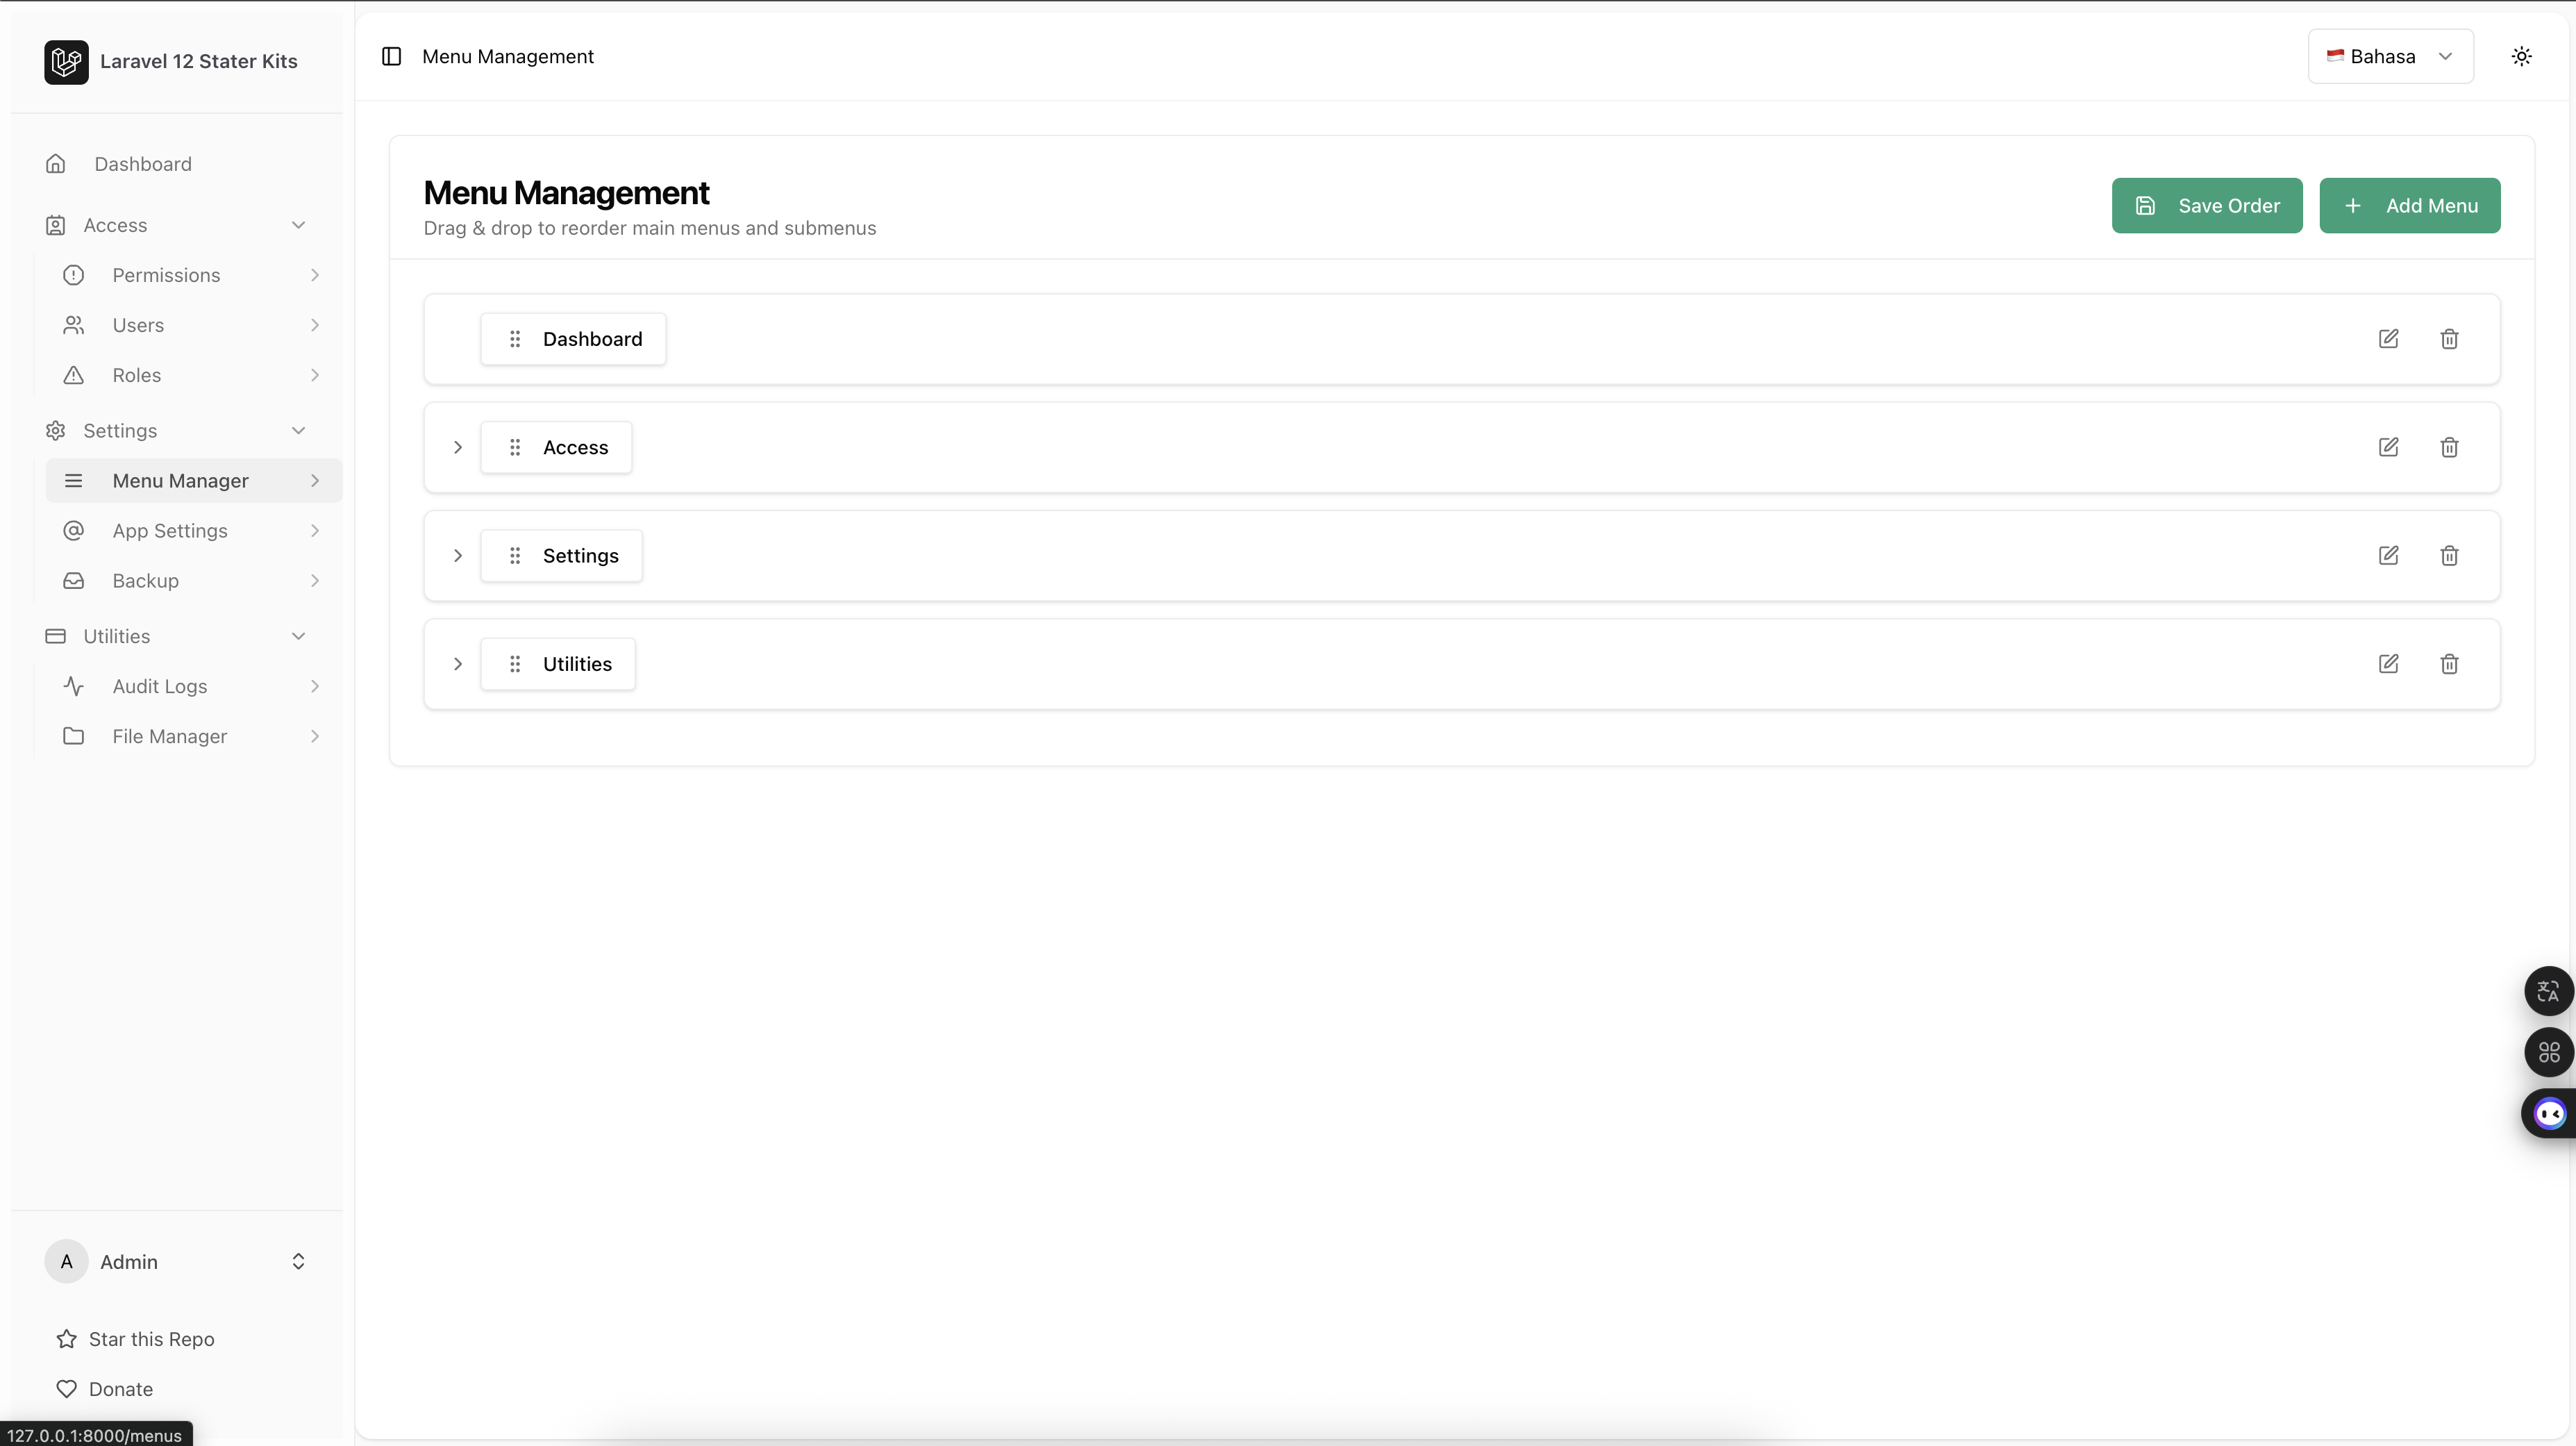 Laravel 12 Stater Kits
Dashboard
Access
Permissions
Users
Roles
Settings
Menu Manager
App Settings
Backup
Utilities
Audit Logs
File Manager
A Admin
Star this Repo
Donate
127.0.0.1:8000/menus
Menu Management
🇮🇩 Bahasa
Menu Management
Drag & drop to reorder main menus and submenus
Save Order
Add Menu
Dashboard
Access
Settings
Utilities